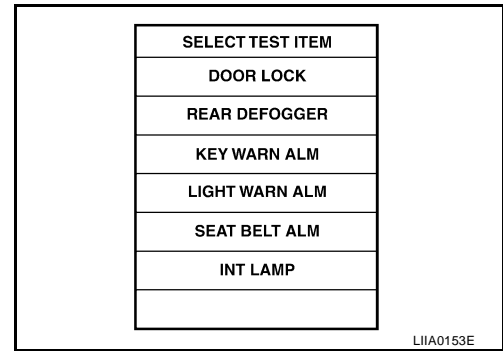 SELECT TEST ITEM
DOOR LOCK
REAR DEFOGGER
KEY WARN ALM
LIGHT WARN ALM
SEAT BELT ALM
INT LAMP
LIIA0153E